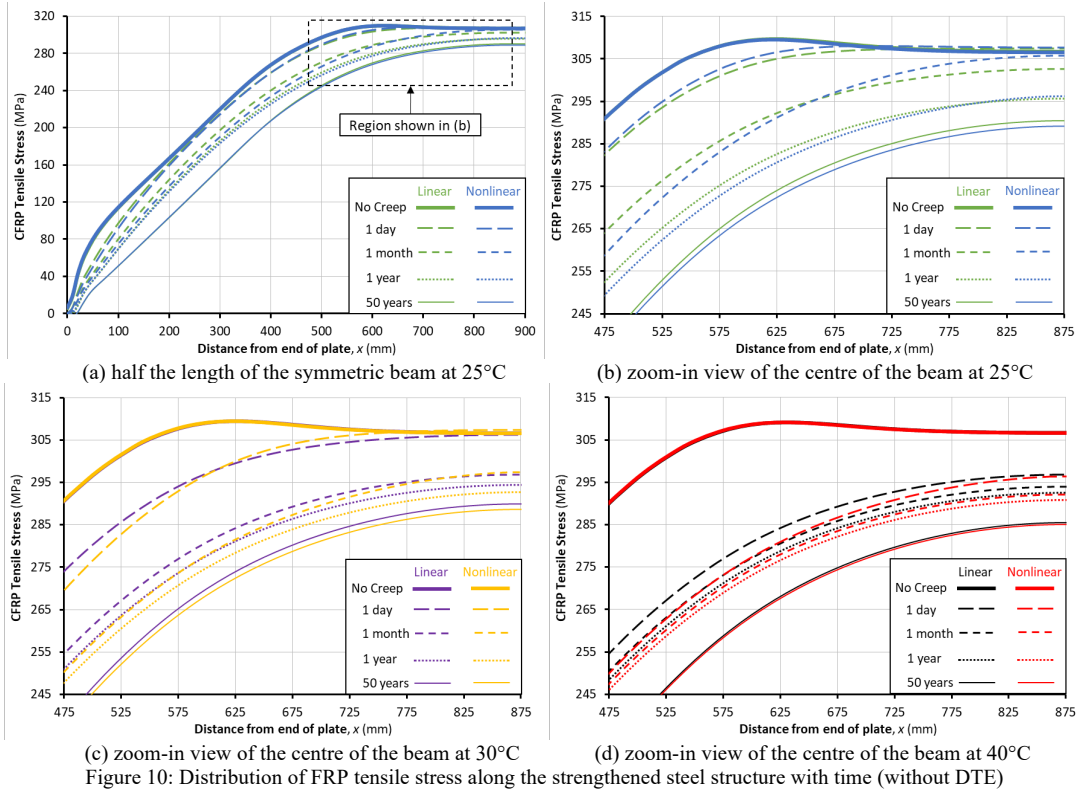 320
280
240
200
160
120
80
40
0
CFRP Tensile Stress (MPa)
Region shown in (b)
Linear Nonlinear
No Creep
1 day
1 month
1 year
50 years
0 100 200 300 400 500 600 700 800 900
Distance from end of plate, x (mm)
(a) half the length of the symmetric beam at 25°C
315
305
295
285
275
265
255
245
CFRP Tensile Stress (MPa)
Linear Nonlinear
No Creep
1 day
1 month
1 year
50 years
475 525 575 625 675 725 775 825 875
Distance from end of plate, x (mm)
(b) zoom-in view of the centre of the beam at 25°C
315
305
295
285
275
265
255
245
CFRP Tensile Stress (MPa)
Linear Nonlinear
No Creep
1 day
1 month
1 year
50 years
475 525 575 625 675 725 775 825 875
Distance from end of plate, x (mm)
(c) zoom-in view of the centre of the beam at 30°C
315
305
295
285
275
265
255
245
CFRP Tensile Stress (MPa)
Linear Nonlinear
No Creep
1 day
1 month
1 year
50 years
475 525 575 625 675 725 775 825 875
Distance from end of plate, x (mm)
(d) zoom-in view of the centre of the beam at 40°C
Figure 10: Distribution of FRP tensile stress along the strengthened steel structure with time (without DTE)